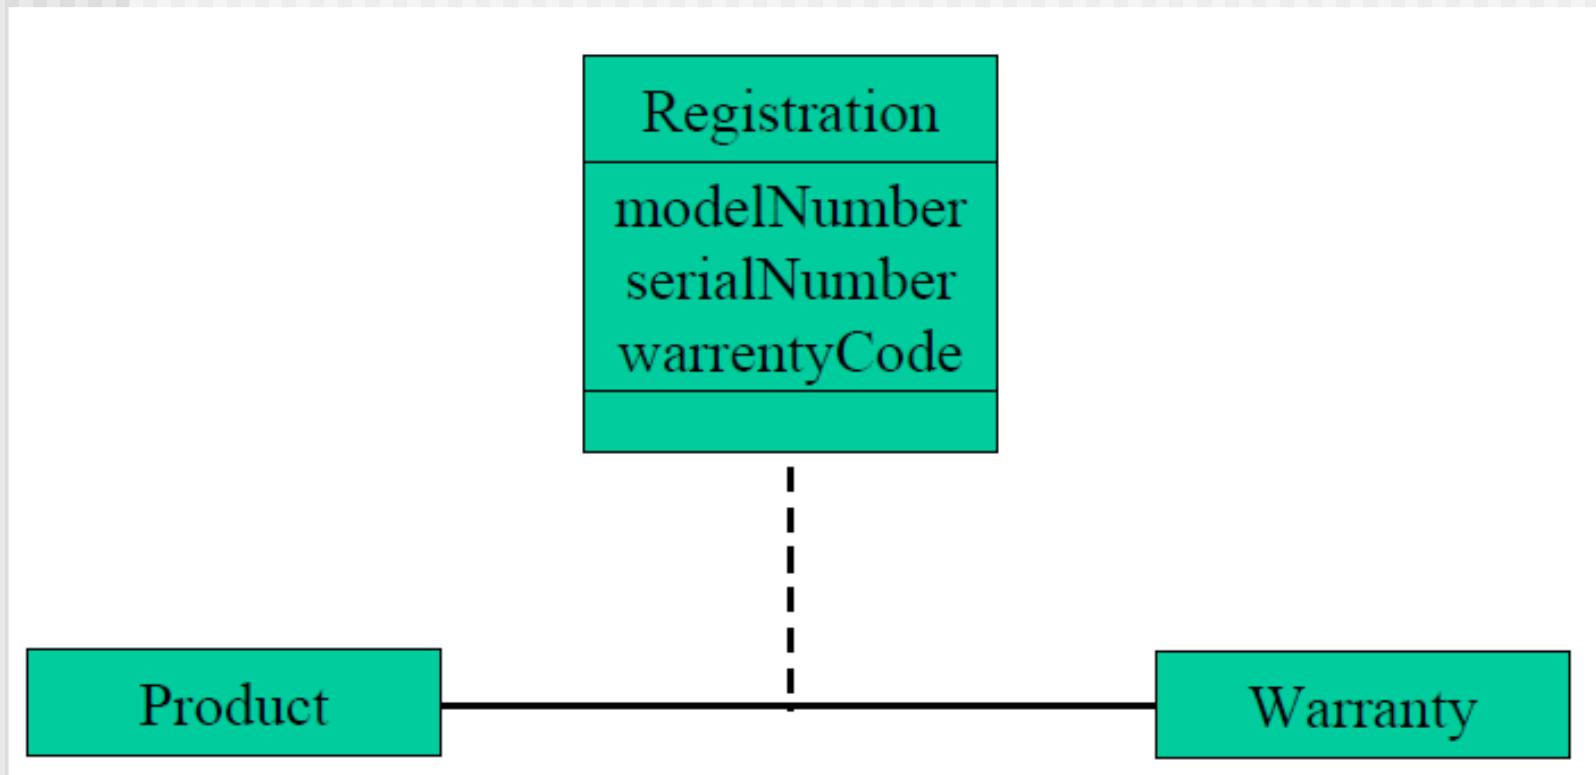 Registration
modelNumber
serialNumber
warrentyCode
Product
Warranty